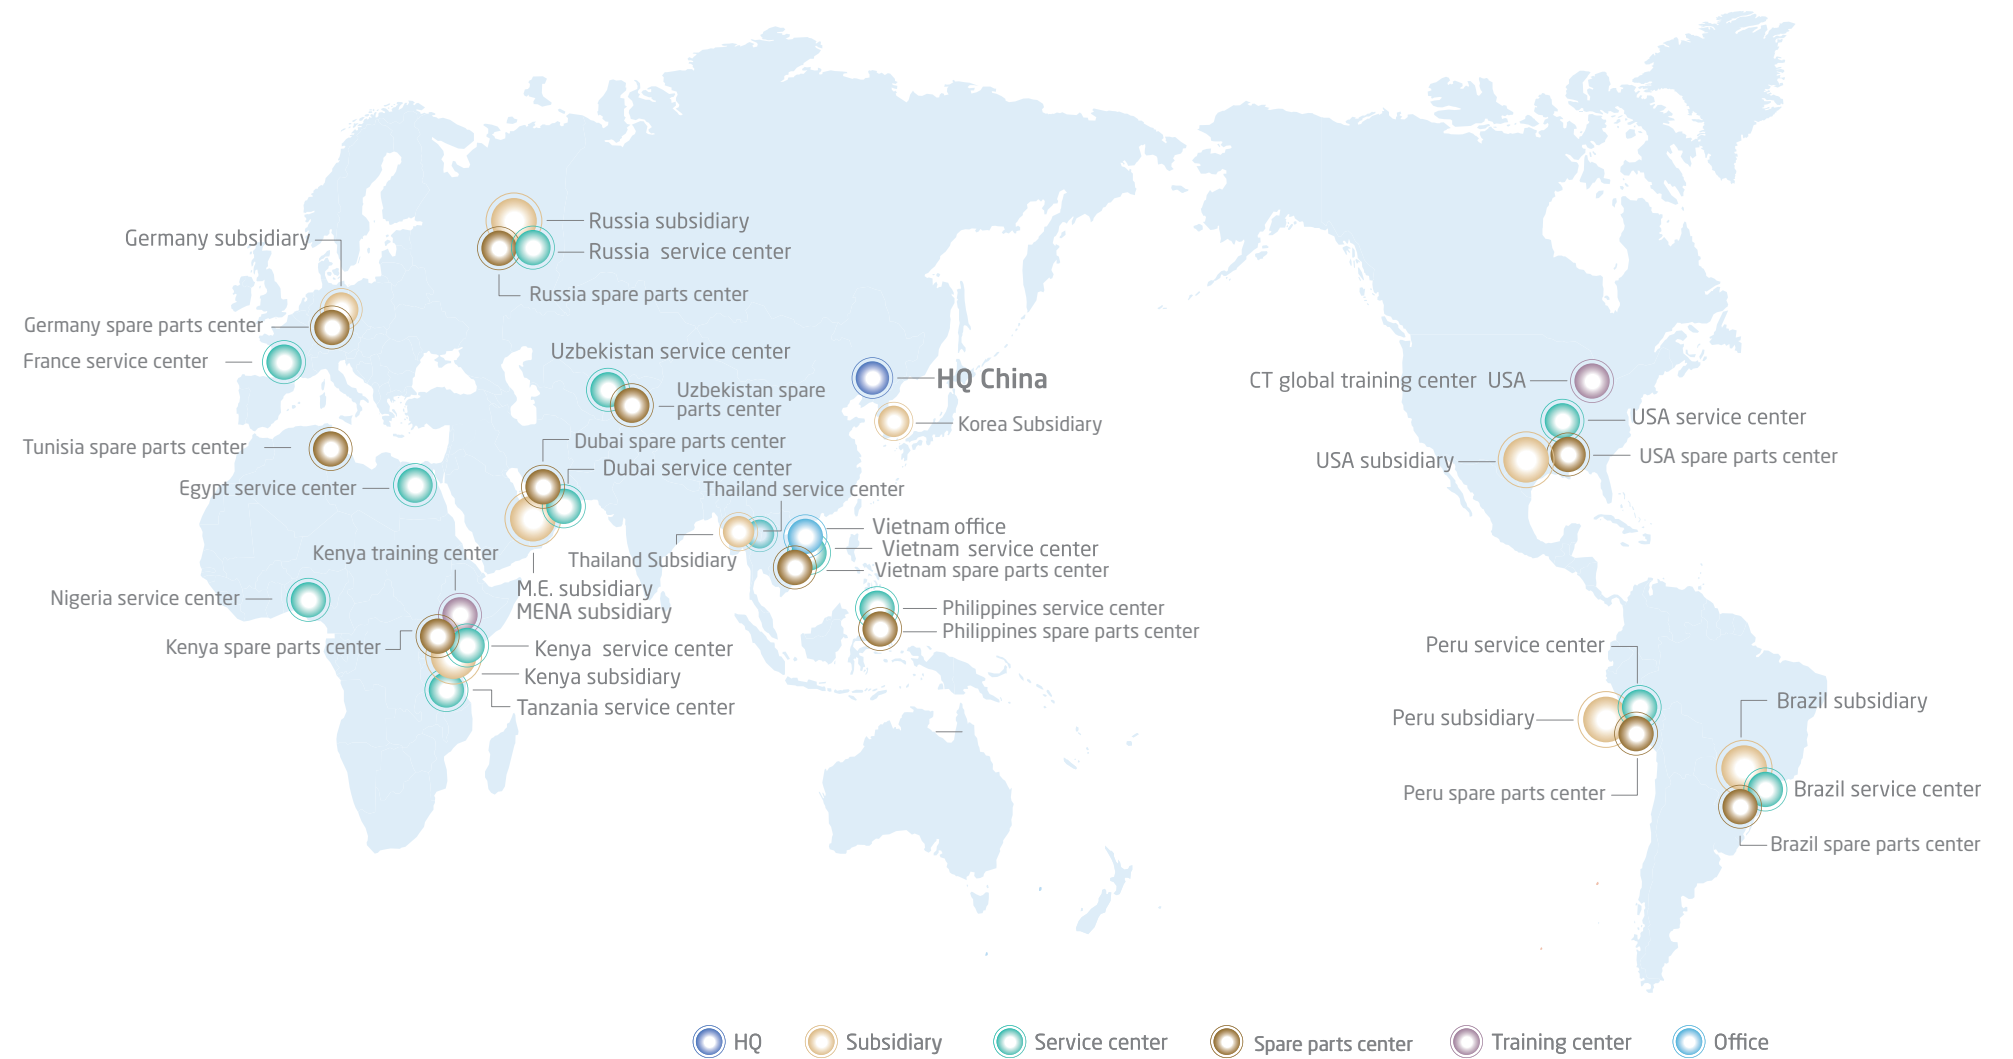 Russia subsidiary
Germany subsidiary
Russia service center
Russia spare parts center
Germany spare parts center
France service center
Uzbekistan service center
HQ China
CT global training center USA
Uzbekistan spare
parts center
USA service center
Korea Subsidiary
Tunisia spare parts center
Dubai spare parts center
USA spare parts center
USA subsidiary
Dubai service center
Egypt service center
Thailand service center
Vietnam office
Kenya training center
Vietnam service center
Thailand Subsidiary
Vietnam spare parts center
M.E. subsidiary
Nigeria service center
MENA subsidiary
Philippines service center
Philippines spare parts center
Kenya spare parts center
Kenya service center
Peru service center
Kenya subsidiary
Tanzania service center
Brazil subsidiary
Peru subsidiary
Peru spare parts center
Brazil service center
Brazil spare parts center
HQ
Subsidiary
Service center
Spare parts center
Training center
Office